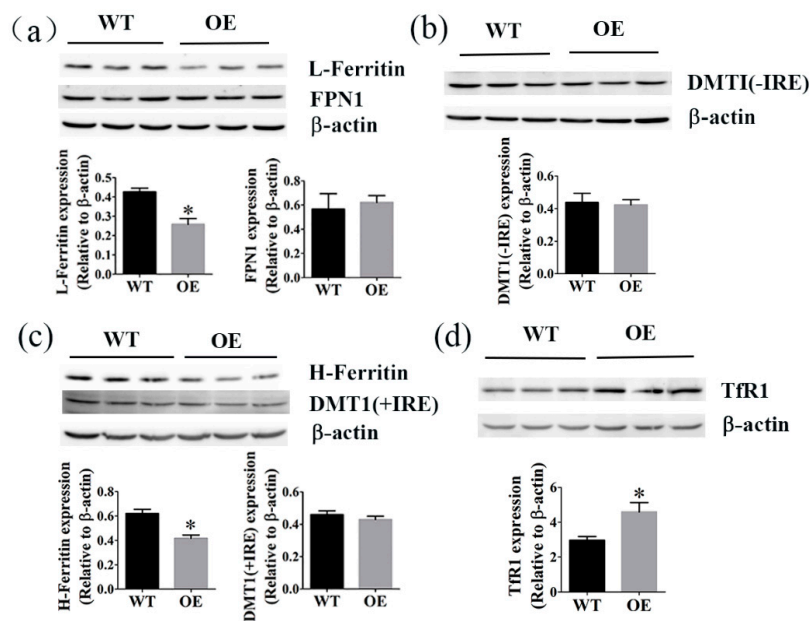 (a)
WT OE
L-Ferritin
FPN1
β-actin
L-Ferritin expression
(Relative to β-actin)
0.5
0.4
0.3
0.2
0.1
0.0
*
WT OE
FPN1 expression
(Relative to β-actin)
0.8
0.6
0.4
0.2
0.0
WT OE
(b)
WT OE
DMTI(-IRE)
β-actin
DMT1(-IRE) expression
(Relative to β-actin)
0.6
0.4
0.2
0.0
WT OE
(c)
WT OE
H-Ferritin
DMT1(+IRE)
β-actin
H-Ferritin expression
(Relative to β-actin)
0.8
0.6
0.4
0.2
0.0
*
WT OE
DMT1(+IRE) expression
(Relative to β-actin)
0.6
0.4
0.2
0.0
WT OE
(d)
WT OE
TfR1
β-actin
TfR1 expression
(Relative to β-actin)
6
4
2
0
*
WT OE